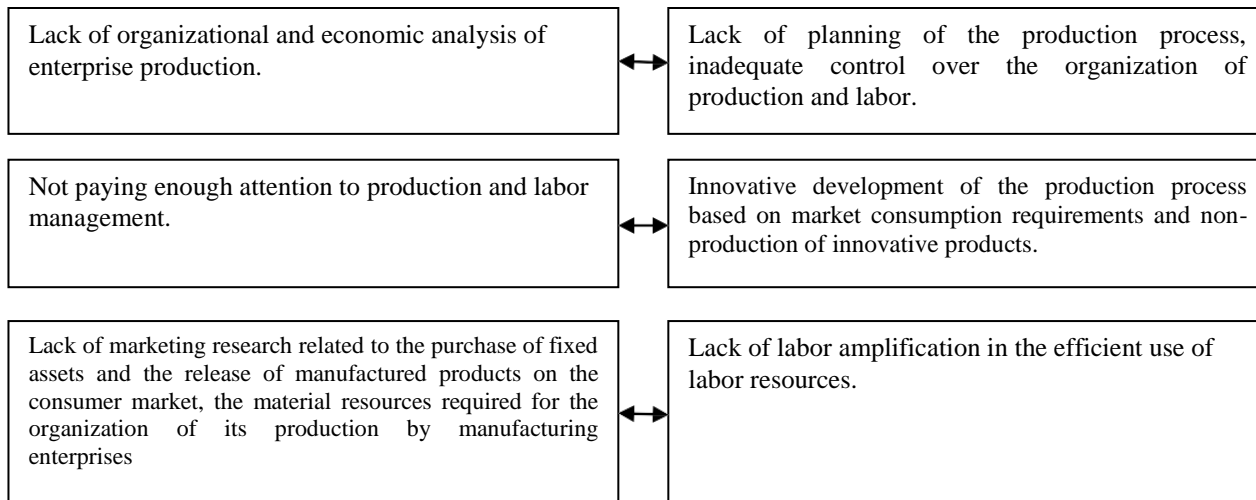 Lack of organizational and economic analysis of
enterprise production.
Lack of planning of the production process,
inadequate control over the organization of
production and labor.
Not paying enough attention to production and labor
management.
Innovative development of the production process
based on market consumption requirements and non-
production of innovative products.
Lack of marketing research related to the purchase of fixed
assets and the release of manufactured products on the
consumer market, the material resources required for the
organization of its production by manufacturing
enterprises
Lack of labor amplification in the efficient use of
labor resources.